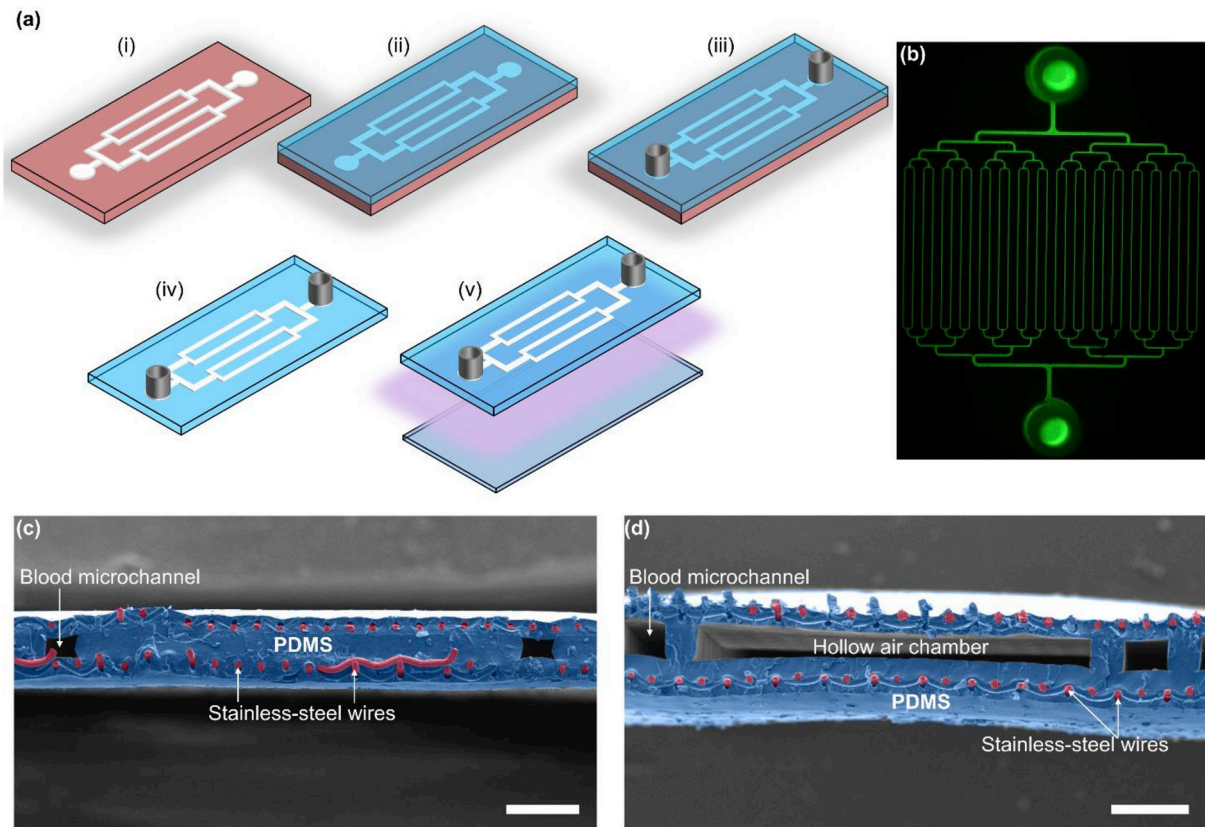 (a)
(i)
(ii)
(iii)
(b)
(iv)
(v)
(c)
Blood microchannel
PDMS
Stainless-steel wires
(d)
Blood microchannel
Hollow air chamber
PDMS
Stainless-steel wires